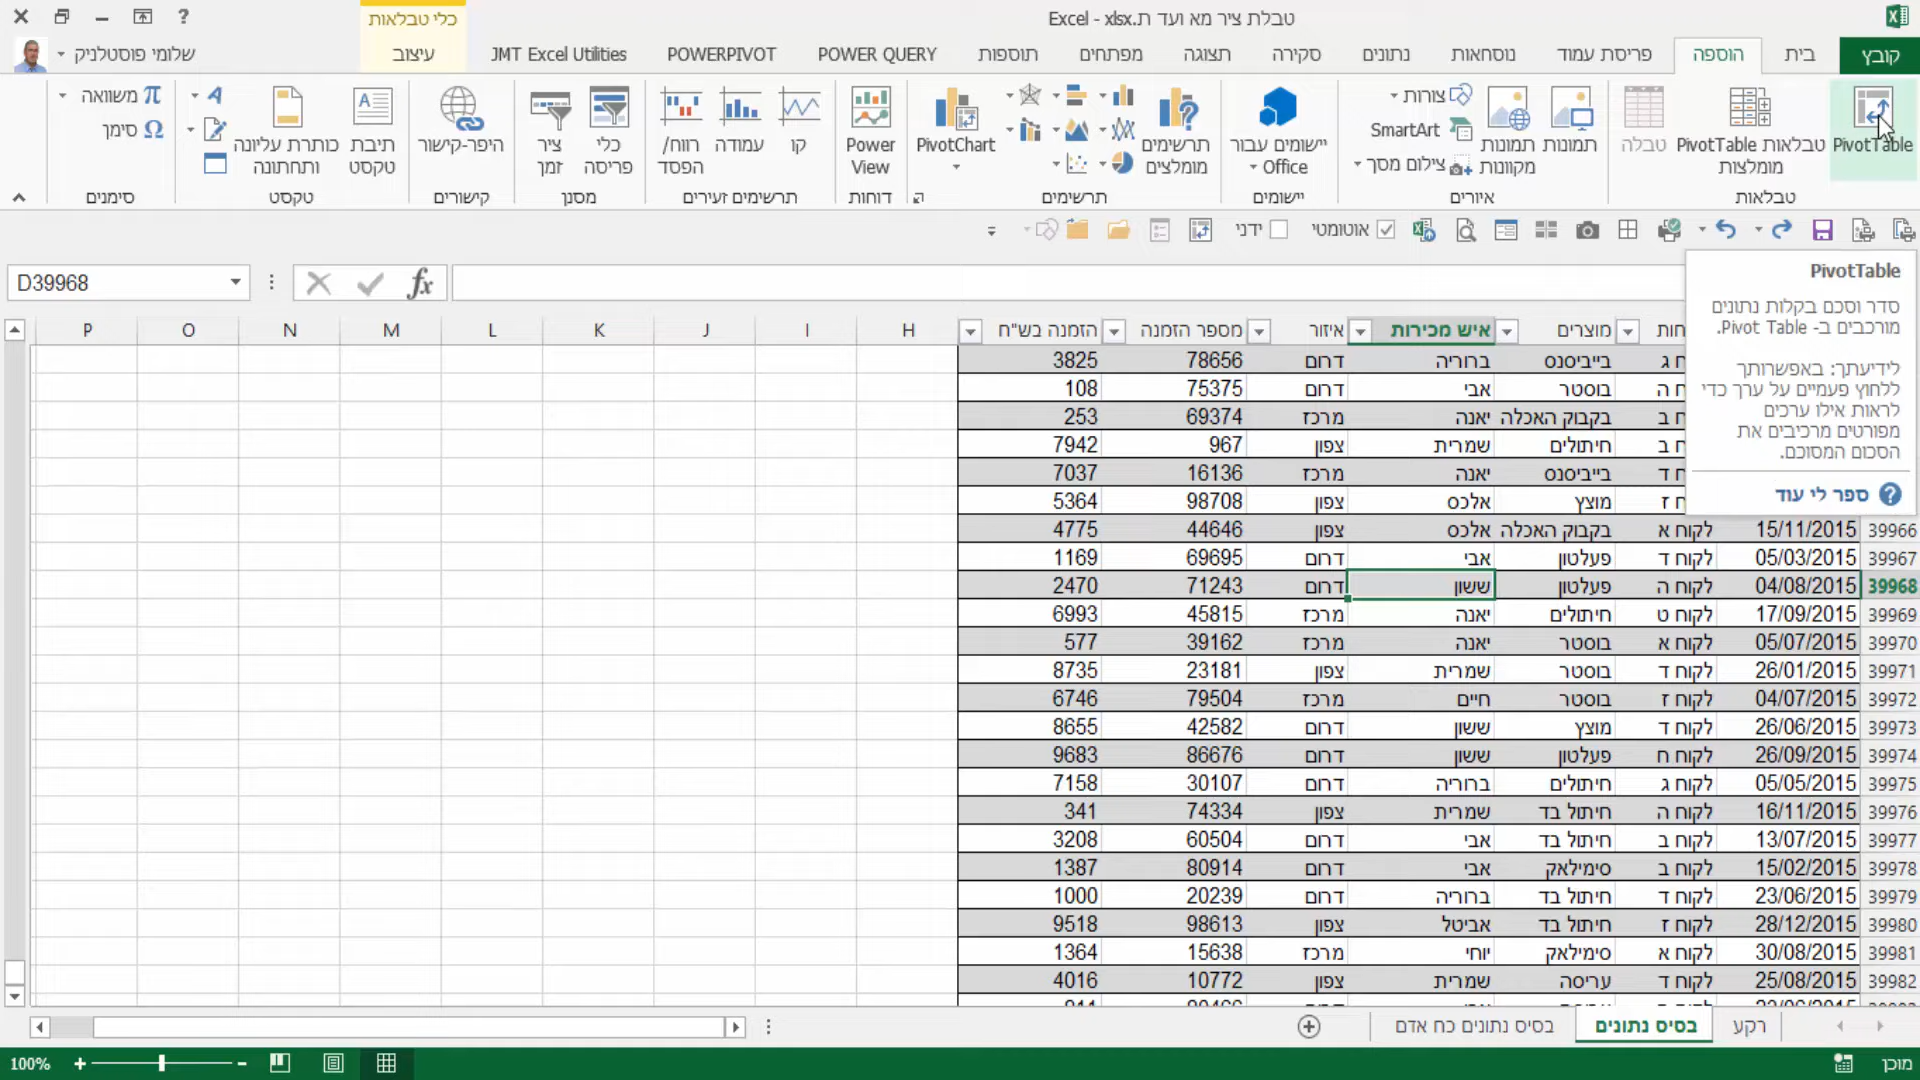 טבלת ציר מא ועד ת.xlsx - Excel
כלי טבלאות
קובץ
בית
הוספה
פריסת עמוד
נוסחאות
נתונים
סקירה
תצוגה
מפתחים
תוספות
POWER QUERY
POWERPIVOT
JMT Excel Utilities
עיצוב
שלומי פוסטלניק
PivotTable
טבלאות PivotTable
מומלצות
טבלה
טבלאות
תמונות
תמונות
מקוונות
צורות
SmartArt
צילום מסך
איורים
יישומים עבור
Office
יישומים
תרשימים
מומלצים
PivotChart
תרשימים
Power
View
דוחות
קו
עמודה
רווח/
הפסד
תרשימים זעירים
כלי
פריסה
ציר
זמן
מסנן
היפר-קישור
קישורים
תיבת
טקסט
כותרת עליונה
ותחתונה
טקסט
משוואה
סימן
סימנים
אוטומטי
ידני
PivotTable
סדר וסכם בקלות נתונים
מורכבים ב- Pivot Table.
לידיעתך: באפשרותך
ללחוץ פעמיים על ערך כדי
לראות אילו ערכים
מפורטים מרכיבים את
הסכום המסוכם.
ספר לי עוד
D39968
fx
חות מוצרים איש מכירות איזור מספר הזמנה הזמנה בש"ח H I J K L M N O P
ח ג בייביסנס ברוריה דרום 78656 3825
ח ה בוסטר אבי דרום 75375 108
ח ב בקבוק האכלה יאנה מרכז 69374 253
ח ב חיתולים שמרית צפון 967 7942
ח ד בייביסנס יאנה מרכז 16136 7037
ח ז מוצץ אלכס צפון 98708 5364
39966 15/11/2015 לקוח א בקבוק האכלה אלכס צפון 44646 4775
39967 05/03/2015 לקוח ד פעלטון אבי דרום 69695 1169
39968 04/08/2015 לקוח ה פעלטון ששון דרום 71243 2470
39969 17/09/2015 לקוח ט חיתולים יאנה מרכז 45815 6993
39970 05/07/2015 לקוח א בוסטר יאנה מרכז 39162 577
39971 26/01/2015 לקוח ד בוסטר שמרית צפון 23181 8735
39972 04/07/2015 לקוח ז בוסטר חיים מרכז 79504 6746
39973 26/06/2015 לקוח ד מוצץ ששון דרום 42582 8655
39974 26/09/2015 לקוח ח פעלטון ששון דרום 86676 9683
39975 05/05/2015 לקוח ג חיתולים ברוריה דרום 30107 7158
39976 16/11/2015 לקוח ה חיתול בד שמרית צפון 74334 341
39977 13/07/2015 לקוח ב חיתול בד אבי דרום 60504 3208
39978 15/02/2015 לקוח ב סימילאק אבי דרום 80914 1387
39979 23/06/2015 לקוח ד חיתול בד ברוריה דרום 20239 1000
39980 28/12/2015 לקוח ז חיתול בד אביטל צפון 98613 9518
39981 30/08/2015 לקוח א סימילאק יוחי מרכז 15638 1364
39982 25/08/2015 לקוח ד עריסה שמרית צפון 10772 4016
רקע
בסיס נתונים
בסיס נתונים כח אדם
מוכן
100%